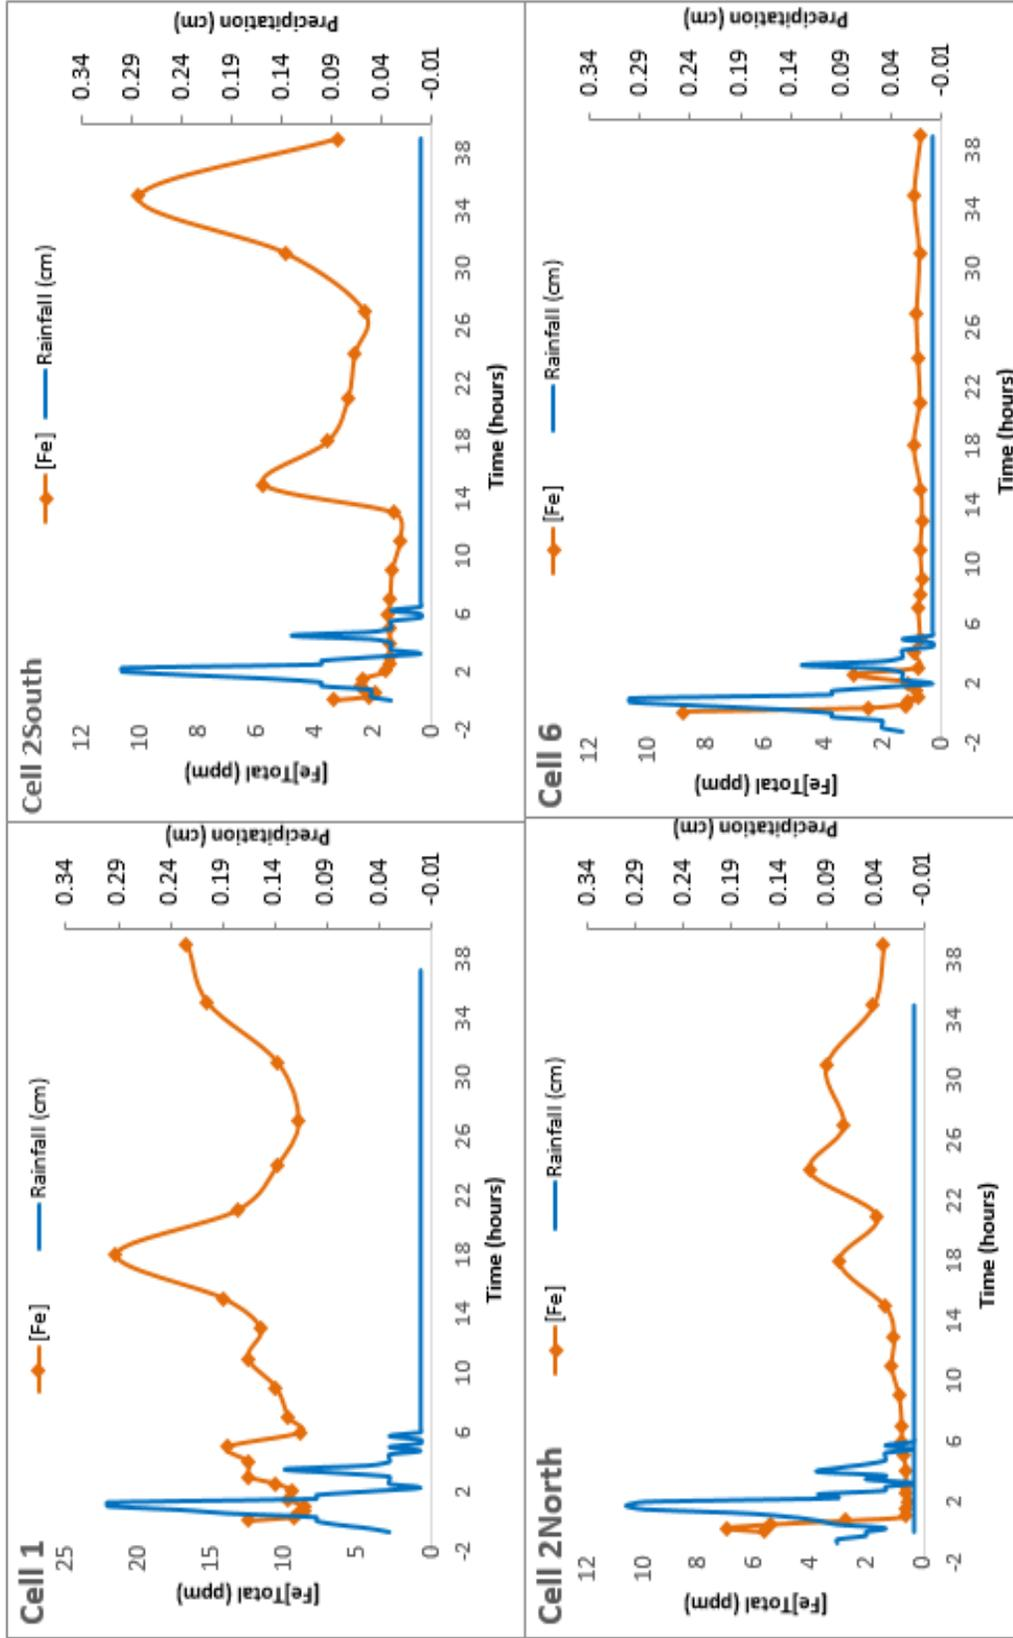 Cell 1
[Fe]
Rainfall (cm)
25
20
15
10
5
0
[Fe]Total (ppm)
0.34
0.29
0.24
0.19
0.14
0.09
0.04
-0.01
Precipitation (cm)
-2 2 6 10 14 18 22 26 30 34 38
Time (hours)
Cell 2South
[Fe]
Rainfall (cm)
12
10
8
6
4
2
0
[Fe]Total (ppm)
0.34
0.29
0.24
0.19
0.14
0.09
0.04
-0.01
Precipitation (cm)
-2 2 6 10 14 18 22 26 30 34 38
Time (hours)
Cell 2North
[Fe]
Rainfall (cm)
12
10
8
6
4
2
0
[Fe]Total (ppm)
0.34
0.29
0.24
0.19
0.14
0.09
0.04
-0.01
Precipitation (cm)
-2 2 6 10 14 18 22 26 30 34 38
Time (hours)
Cell 6
[Fe]
Rainfall (cm)
12
10
8
6
4
2
0
[Fe]Total (ppm)
0.34
0.29
0.24
0.19
0.14
0.09
0.04
-0.01
Precipitation (cm)
-2 2 6 10 14 18 22 26 30 34 38
Time (hours)